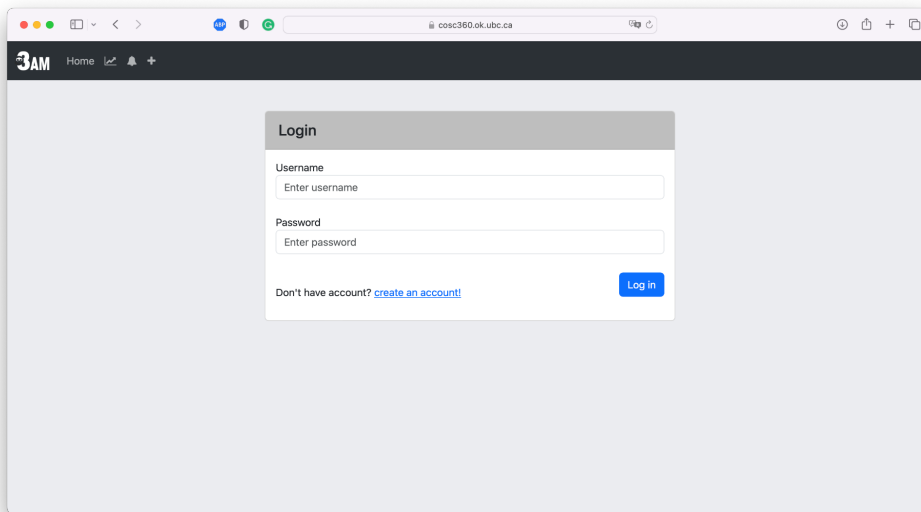 ABP
cosc360.ok.ubc.ca
3AM
Home
Login
Username
Enter username
Password
Enter password
Don't have account? create an account!
Log in